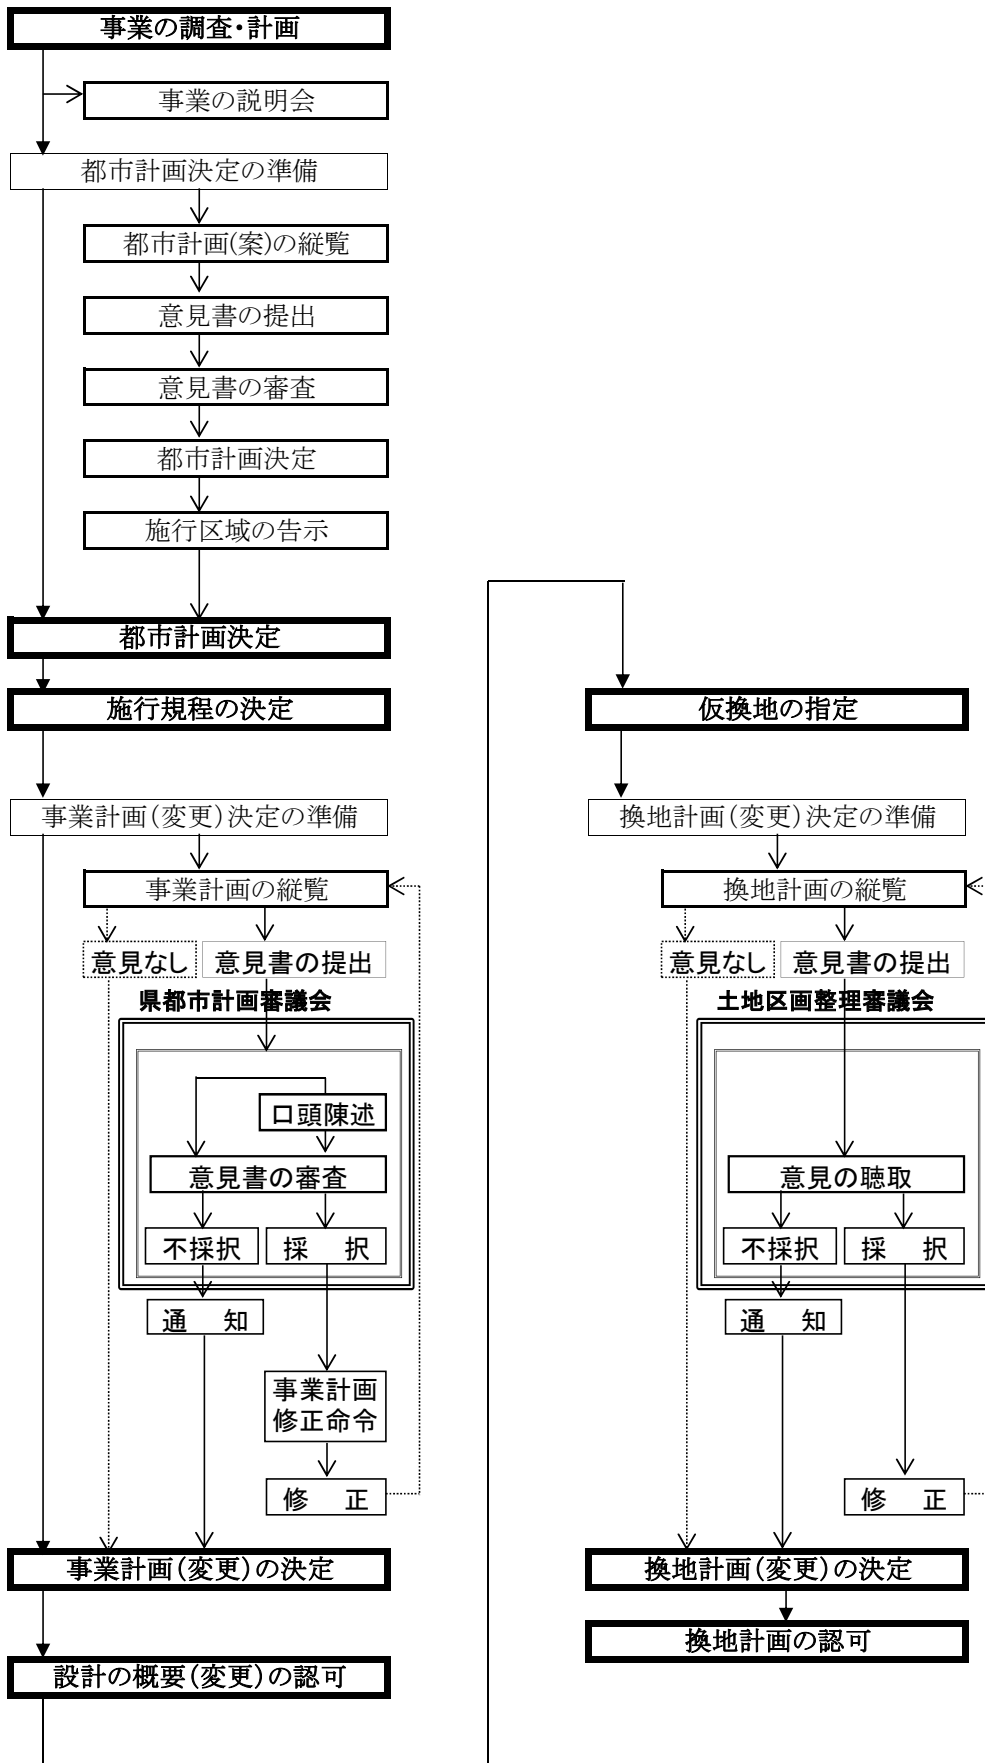 事業の調査・計画
事業の説明会
都市計画決定の準備
都市計画(案)の縦覧
意見書の提出
意見書の審査
都市計画決定
施行区域の告示
都市計画決定
施行規程の決定
事業計画(変更)決定の準備
事業計画の縦覧
意見なし
意見書の提出
県都市計画審議会
口頭陳述
意見書の審査
不採択
採　択
通　知
事業計画
修正命令
修　正
事業計画(変更)の決定
設計の概要(変更)の認可
仮換地の指定
換地計画(変更)決定の準備
換地計画の縦覧
意見なし
意見書の提出
土地区画整理審議会
意見の聴取
不採択
採　択
通　知
修　正
換地計画(変更)の決定
換地計画の認可